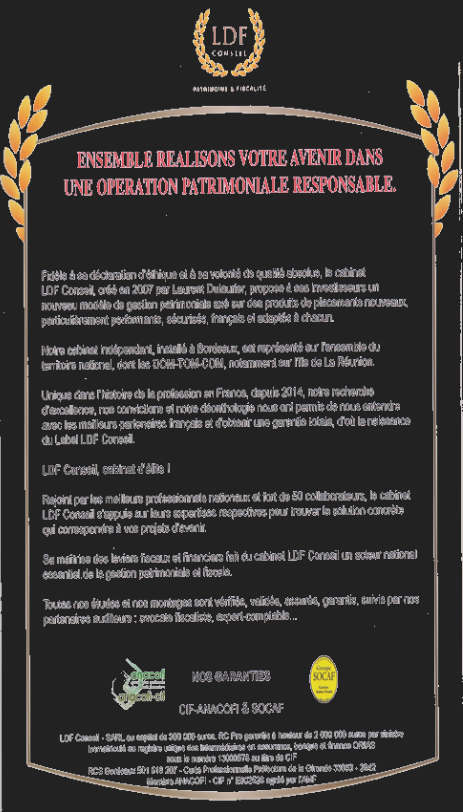 LDF
CONSEIL
PATRIMOINE & FISCALITÉ
ENSEMBLE REALISONS VOTRE AVENIR DANS
UNE OPERATION PATRIMONIALE RESPONSABLE.
Fidèle à sa déclaration d'éthique et à sa volonté de qualité absolue, le cabinet
LDF Conseil, créé en 2007 par Laurent, propose à ses investisseurs un
nouveau modèle de gestion patrimoniale axé sur des produits de placements nouveaux,
particulièrement performants, sécurisés, français et adaptés à chacun.
Notre cabinet indépendant, installé à Bordeaux, est représenté sur l'ensemble du
territoire national, dont les DOM-TOM-COM, notamment sur l'île de La Réunion.
Unique dans l'histoire de la profession en France, depuis 2014, notre recherche
d'excellence, nos convictions et notre déonthologie nous ont permis de nous entendre
avec les meilleurs partenaires français et d'obtenir une garantie totale, d'où la naissance
du Label LDF Conseil.
LDF Conseil, cabinet d'élite !
Rejoint par les meilleurs professionnels nationaux et fort de 50 collaborateurs, le cabinet
LDF Conseil s'appuie sur leurs expertises respectives pour trouver la solution concrète
qui correspondra à vos projets d'avenir.
Sa maîtrise des leviers fiscaux et financiers fait du cabinet LDF Conseil un acteur national
essentiel de la gestion patrimoniale et fiscale.
Toutes nos études et nos montages sont vérifiés, validés, assurés, garantis, suivis par nos
partenaires auditeurs : avocats fiscaliste, expert-comptable...
anacofi
anacofi-cif
NOS GARANTIES
Groupe
SOCAF
CIF-ANACOFI & SOCAF
LDF Conseil - SARL au capital de 300 000 euros. RC Pro garantie à hauteur de 2 000 000 euros par sinistre
Immatriculé au registre unique des intermédiaires en assurance, banque et finance ORIAS
sous le numéro au titre de CIF
RCS Bordeaux - Carte Professionnelle Préfecture de la Gironde
Membre ANACOFI - CIF n° agréé par l'AMF